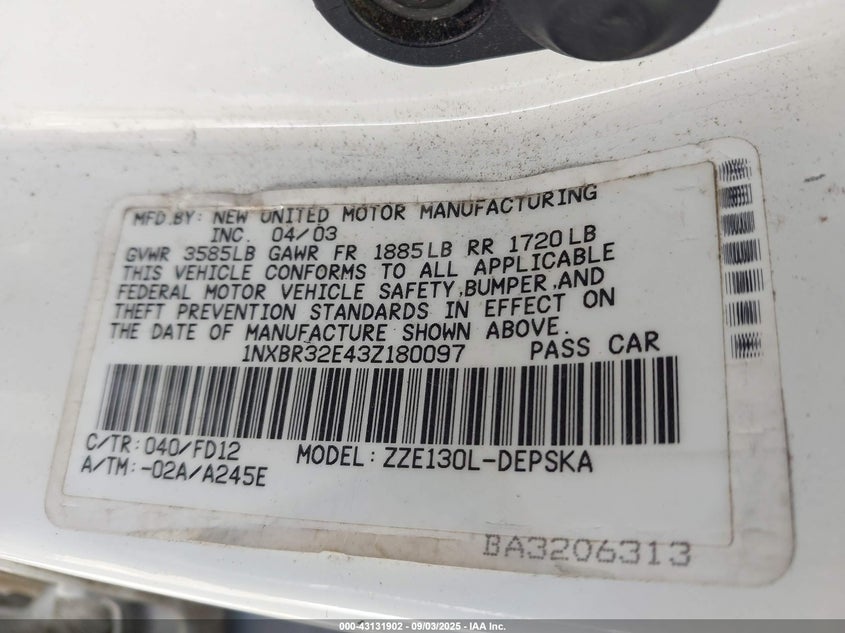 MFD.BY: NEW UNITED MOTOR MANUFACTURING
INC. 04/03
GVWR 3585LB GAWR FR 1885LB RR 1720LB
THIS VEHICLE CONFORMS TO ALL APPLICABLE
FEDERAL MOTOR VEHICLE SAFETY,BUMPER,AND
THEFT PREVENTION STANDARDS IN EFFECT ON
THE DATE OF MANUFACTURE SHOWN ABOVE.
1NXBR32E43Z180097 PASS CAR
C/TR:040/FD12
A/TM:-02A/A245E
MODEL:ZZE130L-DEPSKA
BA3206313
000-43131902 - 09/03/2025 - IAA Inc.